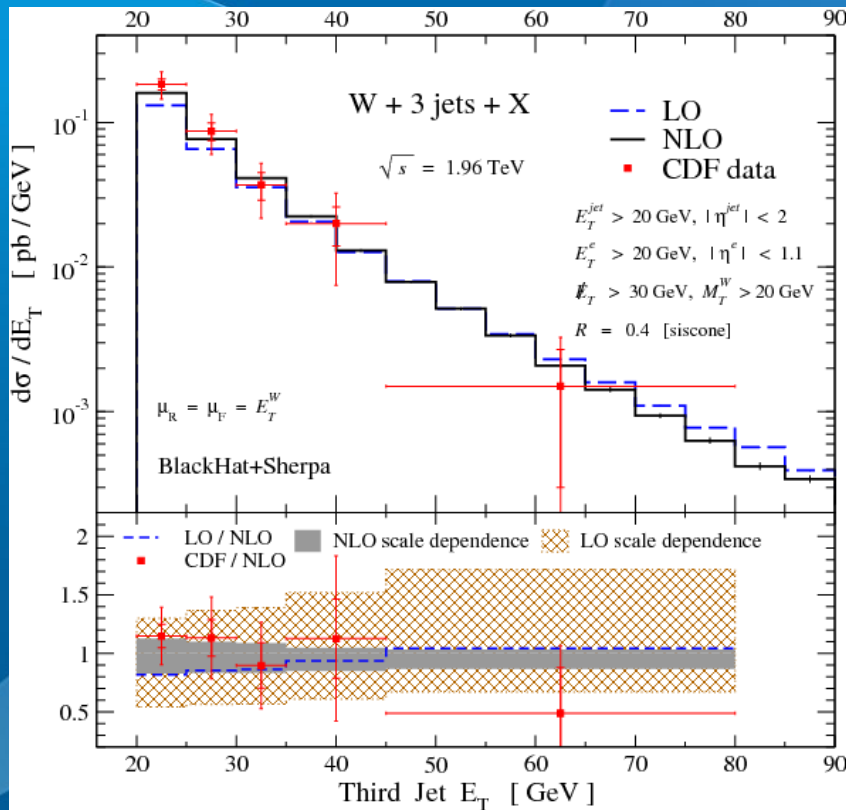 20 30 40 50 60 70 80 90
W + 3 jets + X
√s = 1.96 TeV
LO
NLO
CDF data
E_T^jet > 20 GeV, | η^jet | < 2
E_T^e > 20 GeV, | η^e | < 1.1
E̸_T > 30 GeV, M_T^W > 20 GeV
R = 0.4 [siscone]
μ_R = μ_F = E_T^W
BlackHat+Sherpa
dσ / dE_T [ pb / GeV ]
10^-1
10^-2
10^-3
LO / NLO
CDF / NLO
NLO scale dependence
LO scale dependence
2
1.5
1
0.5
20 30 40 50 60 70 80 90
Third Jet E_T [ GeV ]